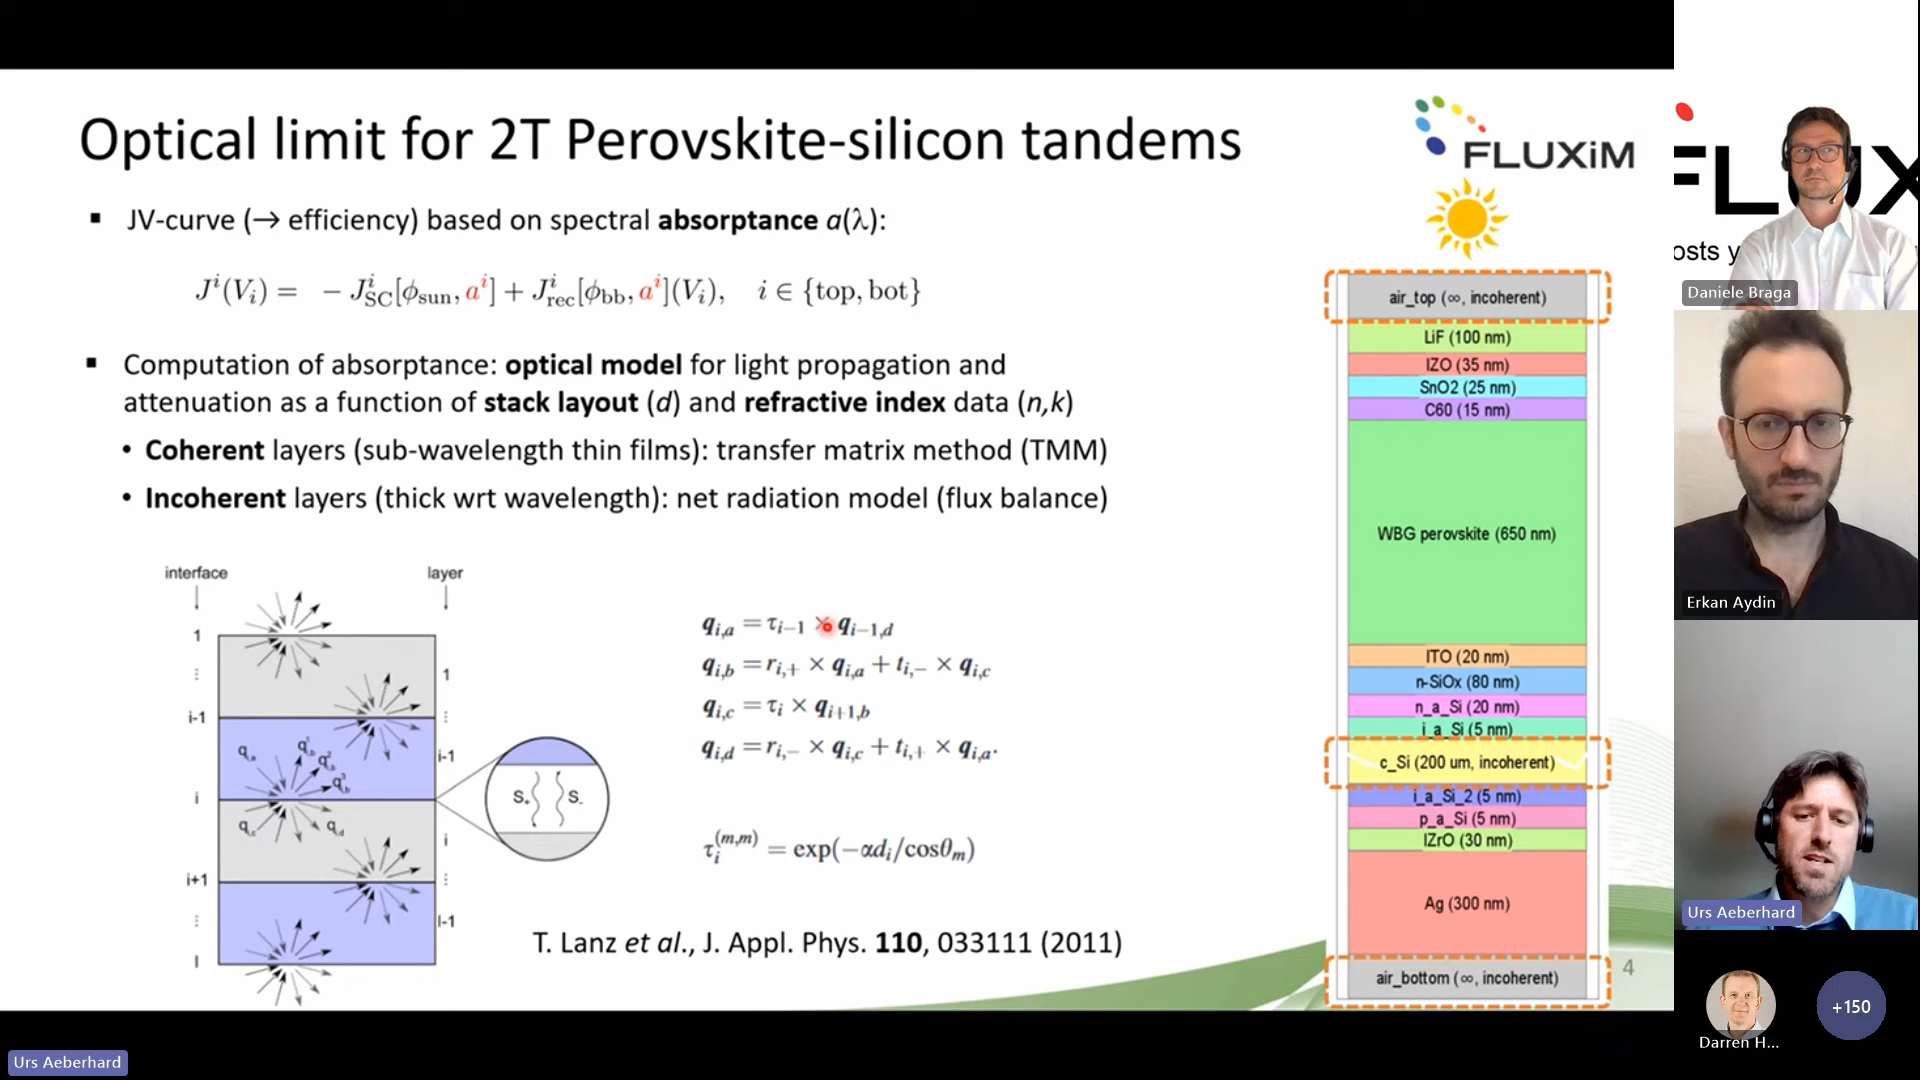 Optical limit for 2T Perovskite-silicon tandems
FLUXiM
▪ JV-curve (→ efficiency) based on spectral absorptance a(λ):
J^i(V_i) = − J^i_SC[ϕ_sun, a^i] + J^i_rec[ϕ_bb, a^i](V_i), i ∈ {top, bot}
▪ Computation of absorptance: optical model for light propagation and
attenuation as a function of stack layout (d) and refractive index data (n,k)
• Coherent layers (sub-wavelength thin films): transfer matrix method (TMM)
• Incoherent layers (thick wrt wavelength): net radiation model (flux balance)
interface
layer
1
⋮
i-1
i
i+1
⋮
I
1
⋮
i-1
i
⋮
I-1
S+ S-
q_{i,a} = τ_{i−1} × q_{i−1,d}
q_{i,b} = r_{i,+} × q_{i,a} + t_{i,−} × q_{i,c}
q_{i,c} = τ_i × q_{i+1,b}
q_{i,d} = r_{i,−} × q_{i,c} + t_{i,+} × q_{i,a}.
τ_i^{(m,m)} = exp(−αd_i/cosθ_m)
T. Lanz et al., J. Appl. Phys. 110, 033111 (2011)
air_top (∞, incoherent)
LiF (100 nm)
IZO (35 nm)
SnO2 (25 nm)
C60 (15 nm)
WBG perovskite (650 nm)
ITO (20 nm)
n-SiOx (80 nm)
n_a_Si (20 nm)
i_a_Si (5 nm)
c_Si (200 um, incoherent)
i_a_Si_2 (5 nm)
p_a_Si (5 nm)
IZrO (30 nm)
Ag (300 nm)
air_bottom (∞, incoherent)
4
FLUX
osts y
Daniele Braga
Erkan Aydin
Urs Aeberhard
Darren H...
+150
Urs Aeberhard